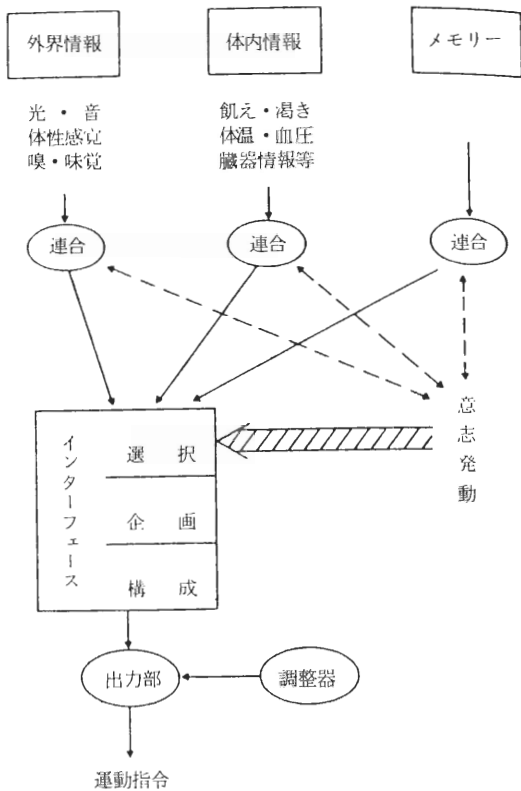 外界情報
体内情報
メモリー
光・音
体性感覚
嗅・味覚
飢え・渇き
体温・血圧
臓器情報等
連合
連合
連合
意志発動
インターフェース
選択
企画
構成
出力部
調整器
運動指令